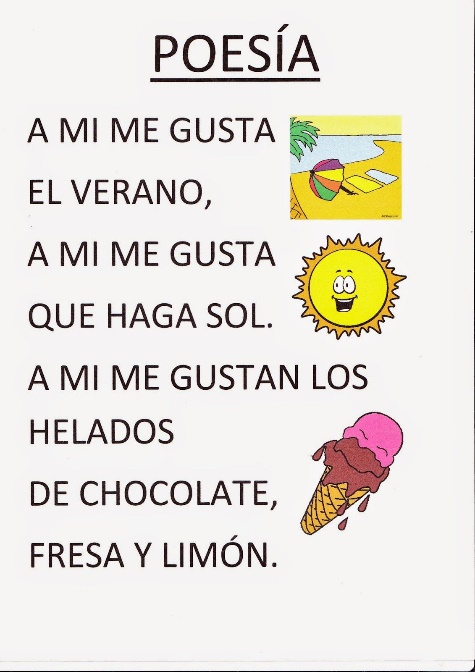 POESÍA
A MI ME GUSTA
EL VERANO,
A MI ME GUSTA
QUE HAGA SOL.
A MI ME GUSTAN LOS
HELADOS
DE CHOCOLATE,
FRESA Y LIMÓN.